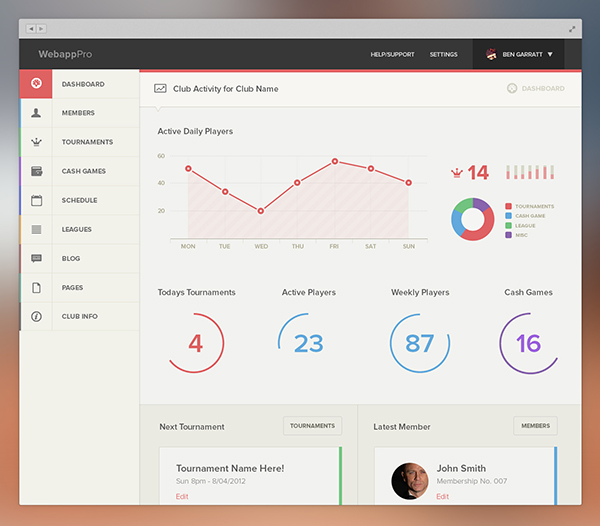 WebappPro
HELP/SUPPORT
SETTINGS
BEN GARRATT
DASHBOARD
MEMBERS
TOURNAMENTS
CASH GAMES
SCHEDULE
LEAGUES
BLOG
PAGES
CLUB INFO
Club Activity for Club Name
DASHBOARD
Active Daily Players
60
40
20
MON TUE WED THU FRI SAT SUN
14
TOURNAMENTS
CASH GAME
LEAGUE
MISC
Todays Tournaments
4
Active Players
23
Weekly Players
87
Cash Games
16
Next Tournament
TOURNAMENTS
Tournament Name Here!
Sun 8pm - 8/04/2012
Edit
Latest Member
MEMBERS
John Smith
Membership No. 007
Edit